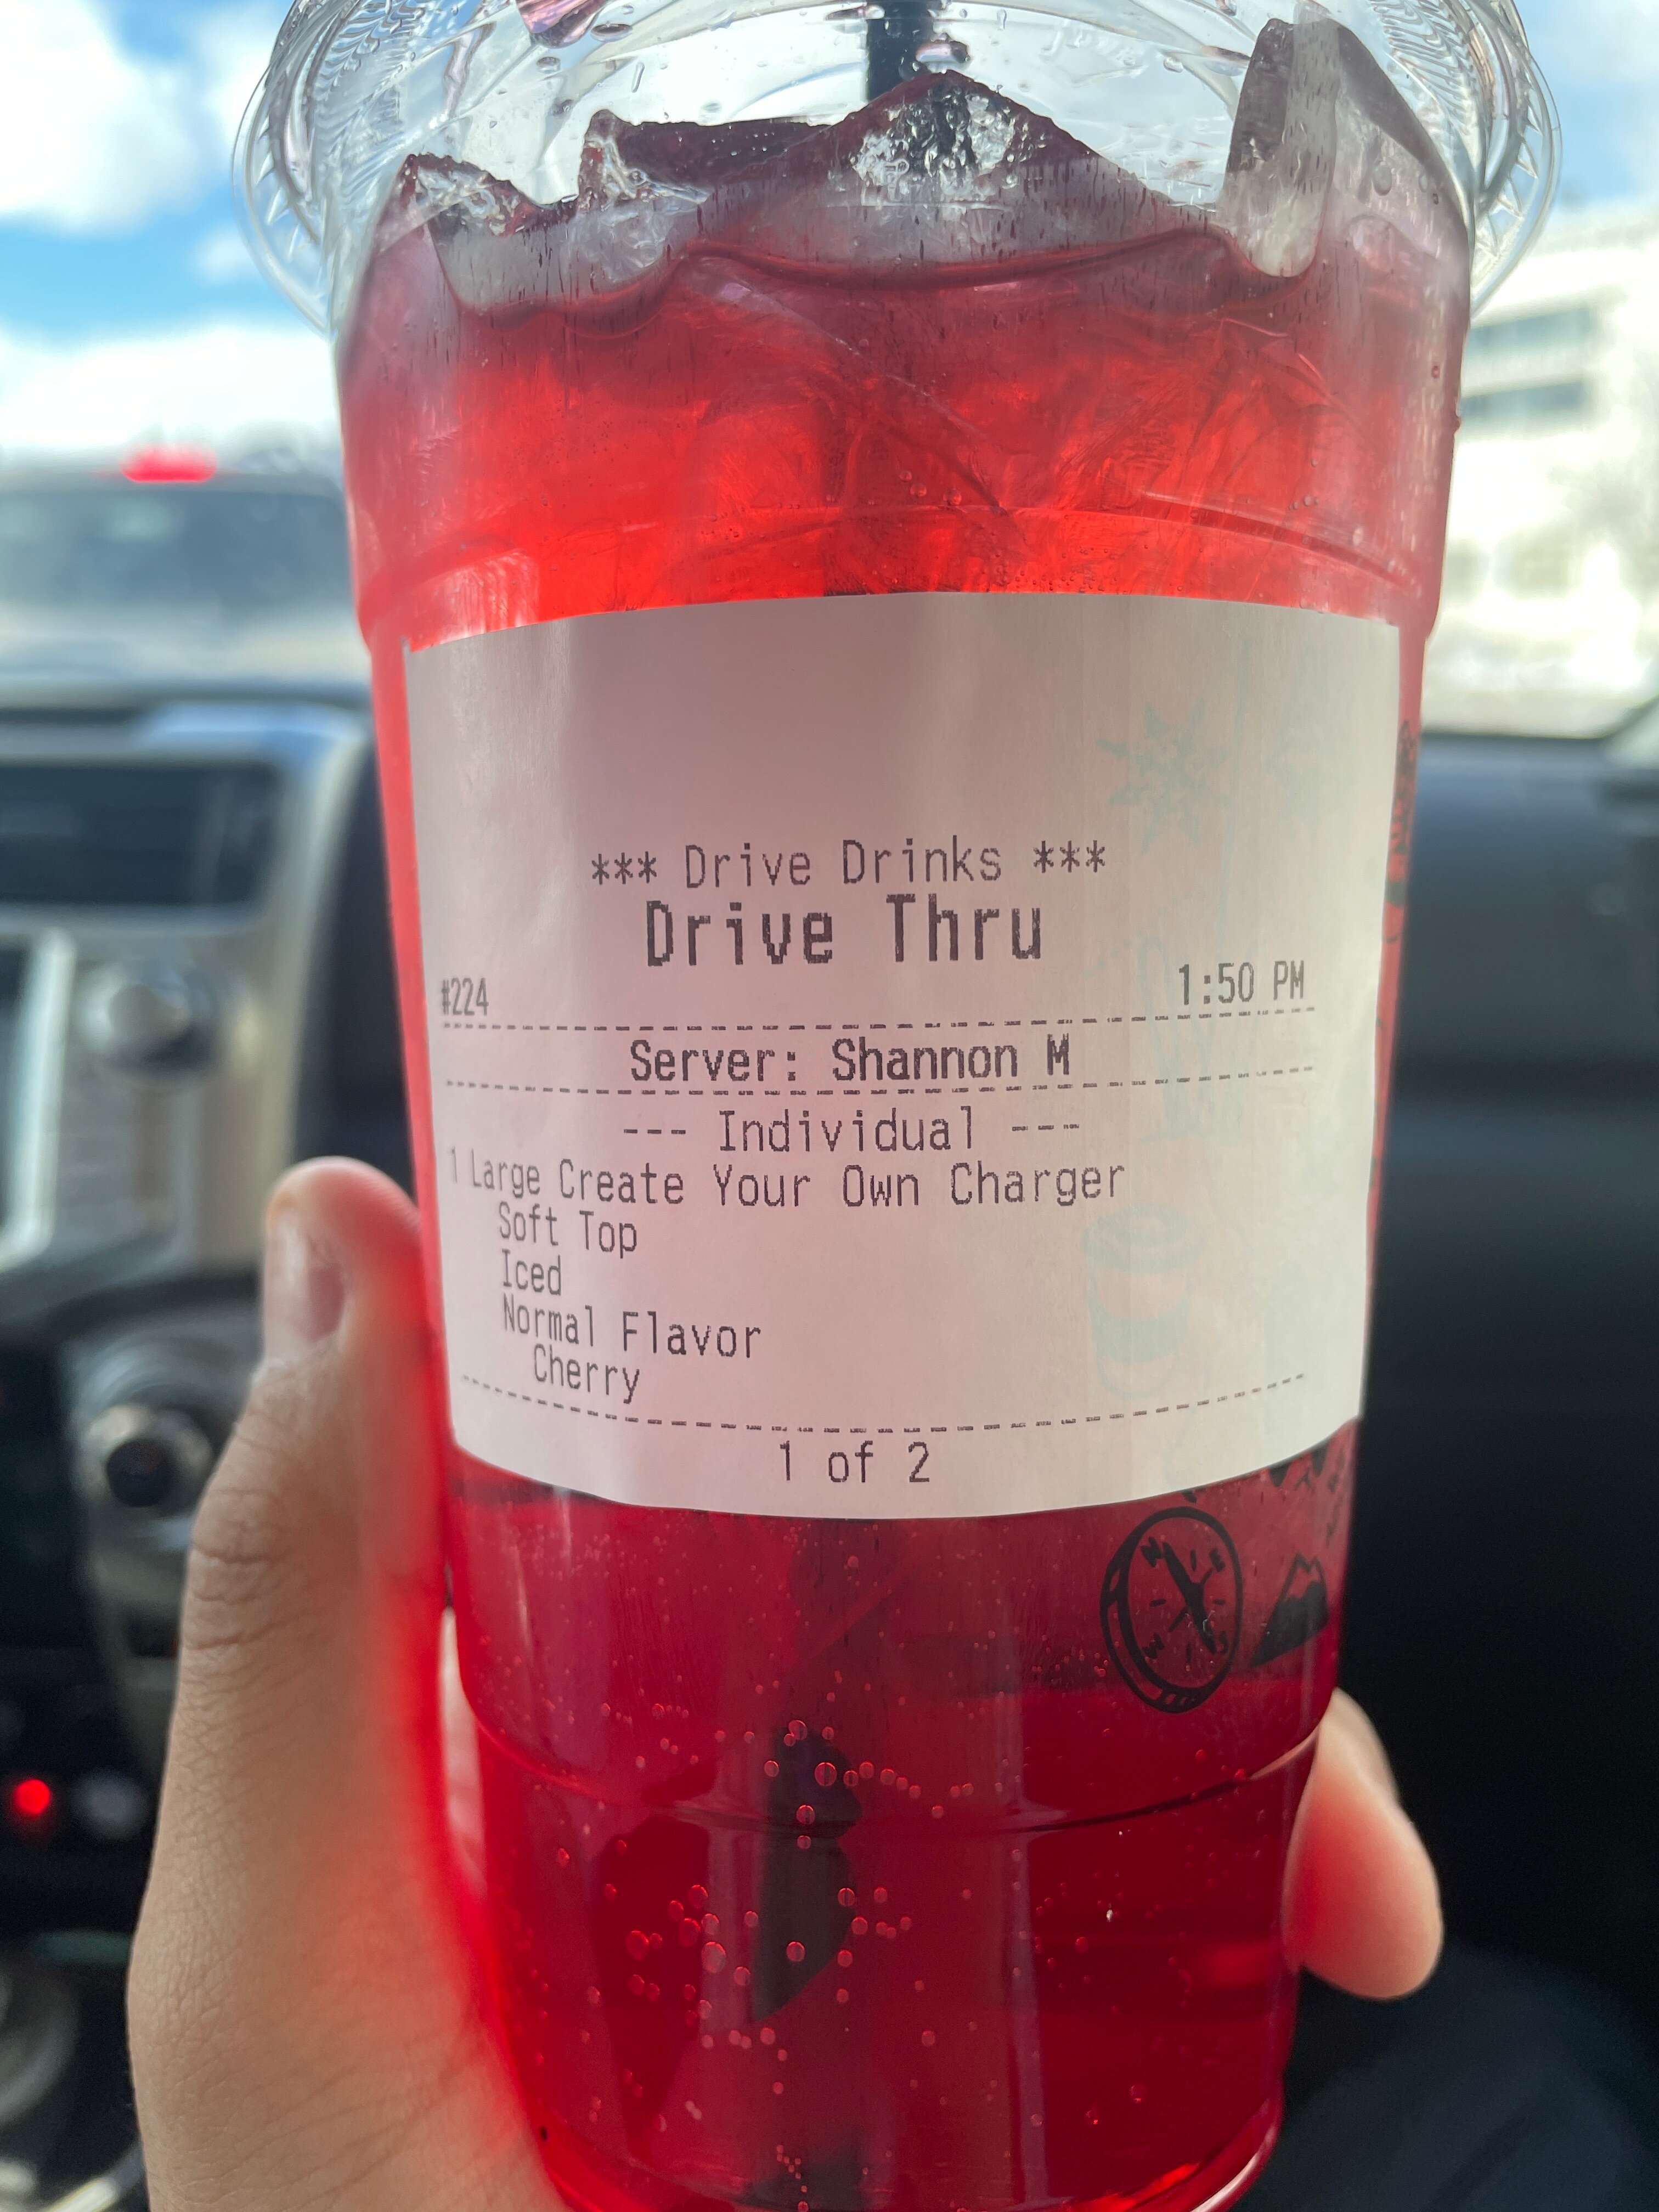 *** Drive Drinks ***
Drive Thru
#224 1:50 PM
Server: Shannon M
--- Individual ---
1 Large Create Your Own Charger
Soft Top
Iced
Normal Flavor
Cherry
1 of 2
N E
W S